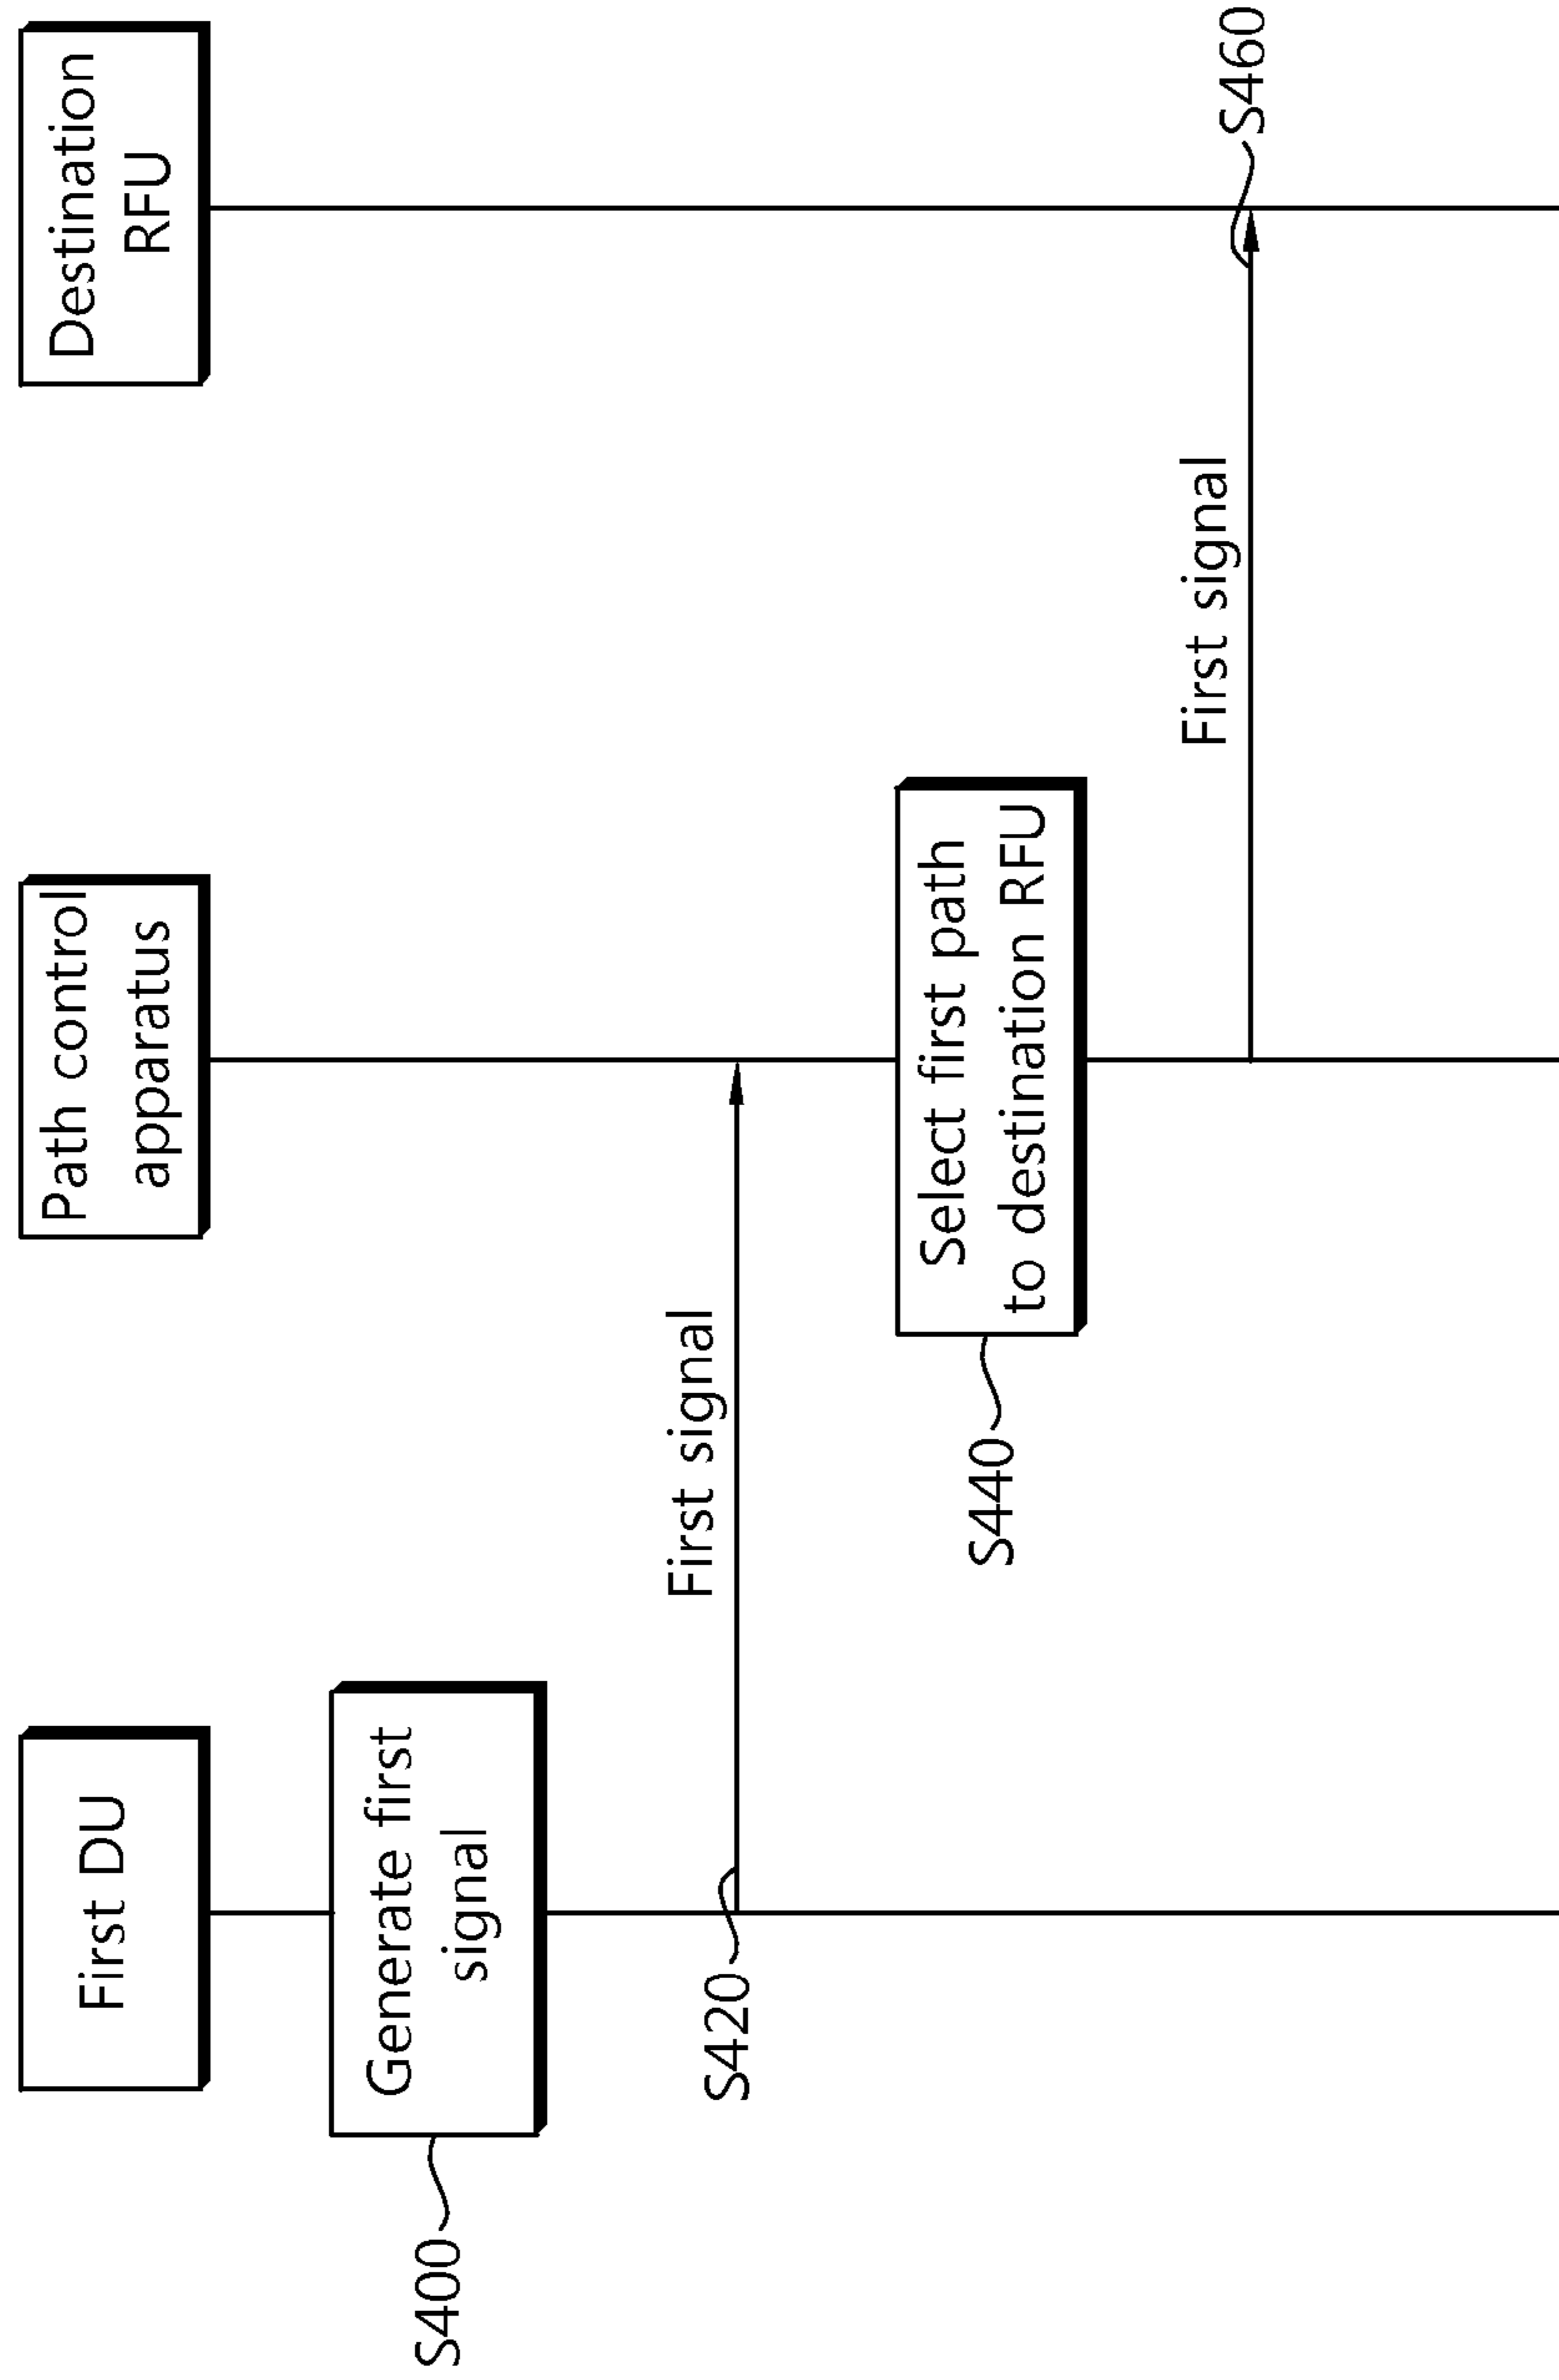 First DU
Path control
apparatus
Destination
RFU
S400
Generate first
signal
First signal
S420
Select first path
to destination RFU
S440
First signal
S460